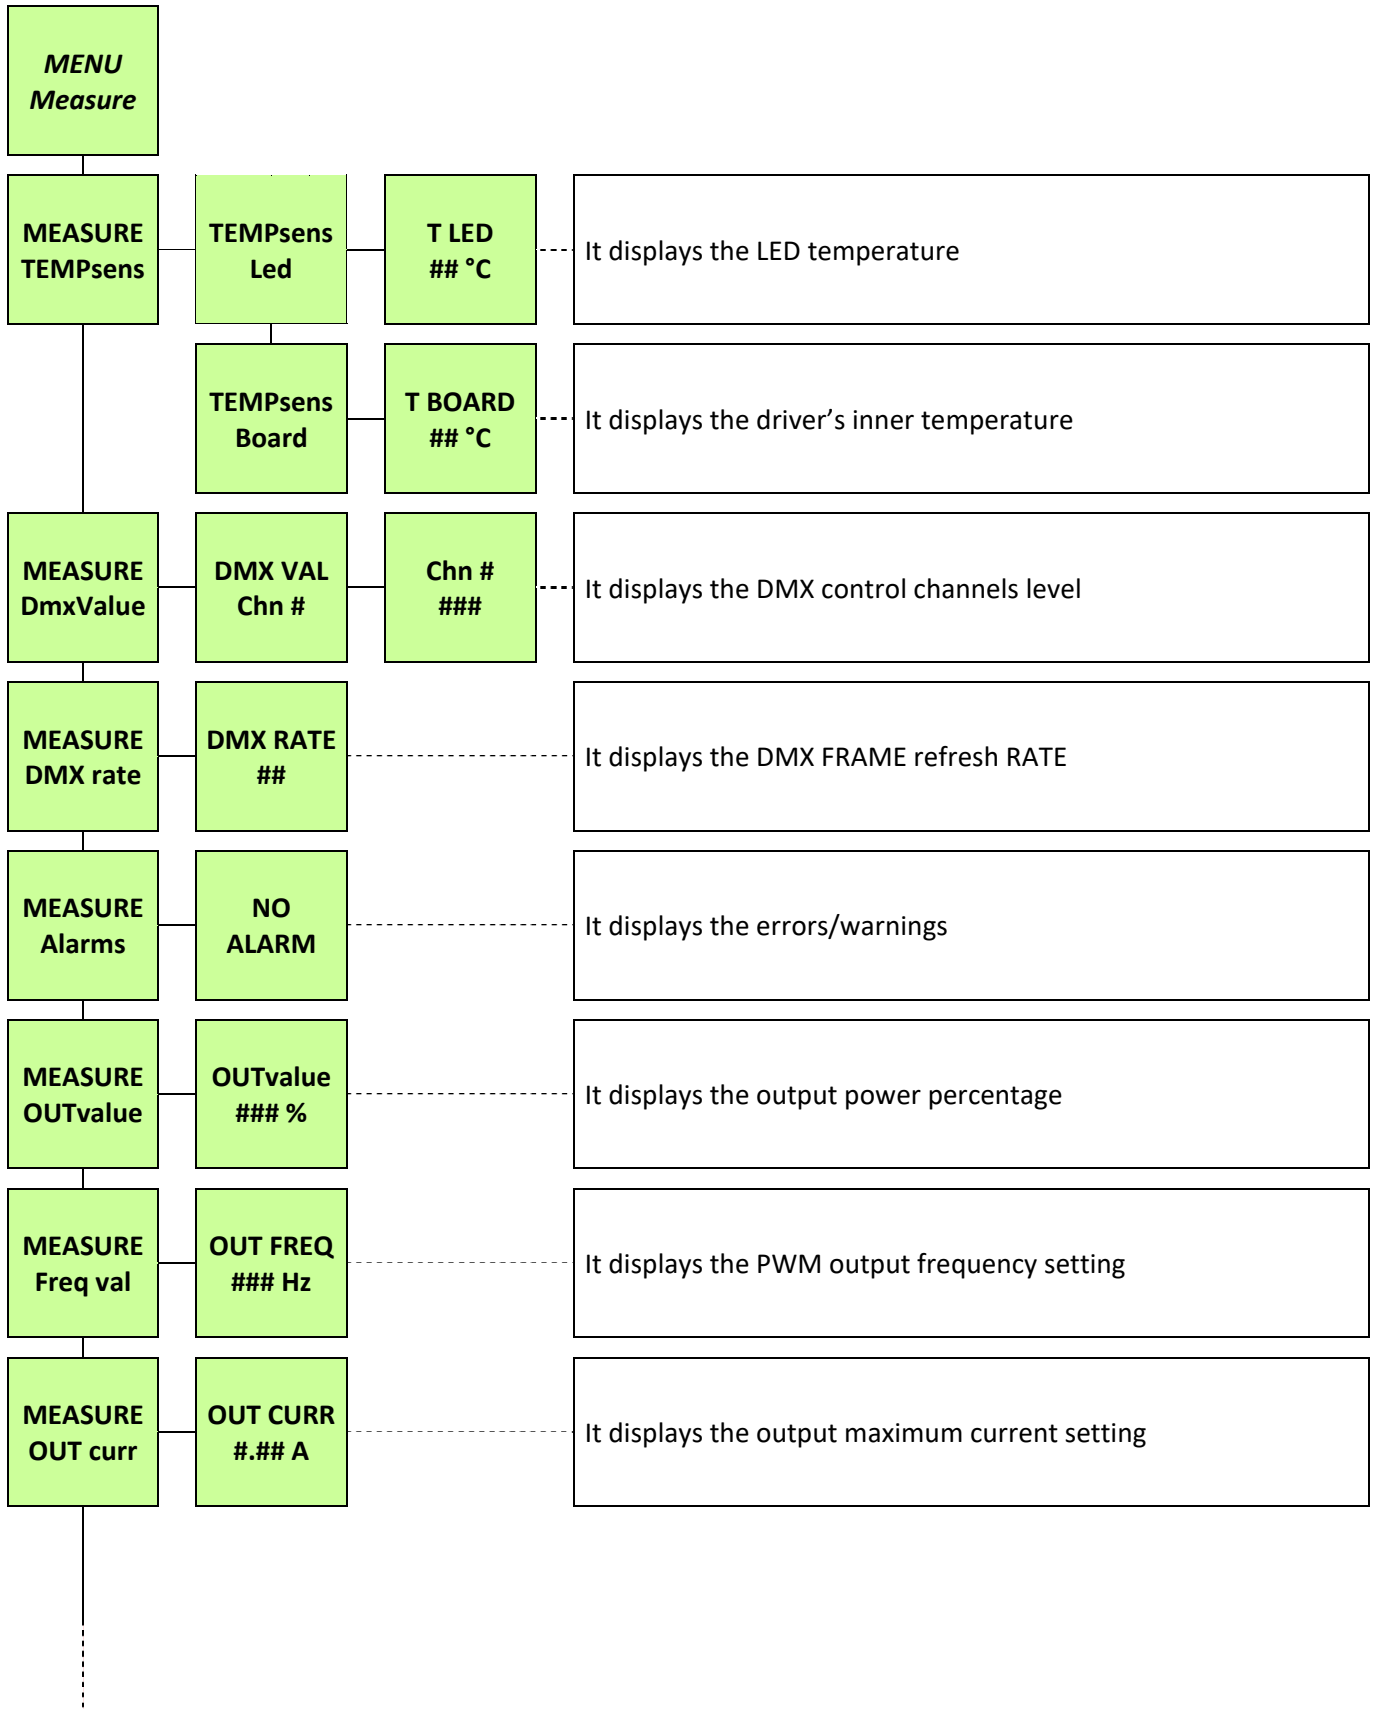 MENU
Measure
MEASURE
TEMPsens
TEMPsens
Led
T LED
## °C
It displays the LED temperature
TEMPsens
Board
T BOARD
## °C
It displays the driver’s inner temperature
MEASURE
DmxValue
DMX VAL
Chn #
Chn #
###
It displays the DMX control channels level
MEASURE
DMX rate
DMX RATE
##
It displays the DMX FRAME refresh RATE
MEASURE
Alarms
NO
ALARM
It displays the errors/warnings
MEASURE
OUTvalue
OUTvalue
### %
It displays the output power percentage
MEASURE
Freq val
OUT FREQ
### Hz
It displays the PWM output frequency setting
MEASURE
OUT curr
OUT CURR
#.## A
It displays the output maximum current setting